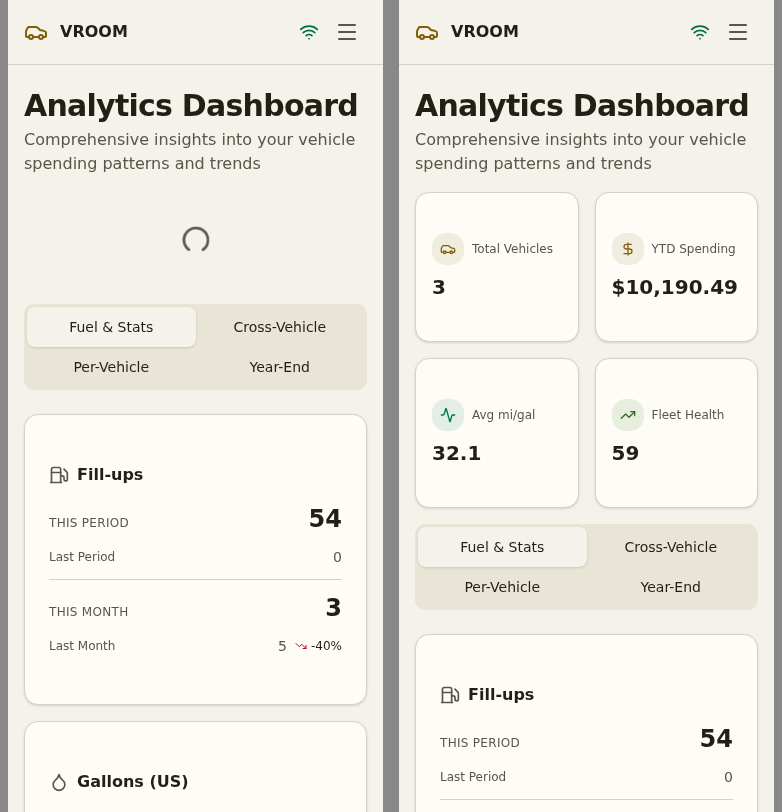 VROOM
Analytics Dashboard
Comprehensive insights into your vehicle
spending patterns and trends
Fuel & Stats
Cross-Vehicle
Per-Vehicle
Year-End
Fill-ups
THIS PERIOD 54
Last Period 0
THIS MONTH 3
Last Month 5 -40%
Gallons (US)
VROOM
Analytics Dashboard
Comprehensive insights into your vehicle
spending patterns and trends
Total Vehicles
3
YTD Spending
$10,190.49
Avg mi/gal
32.1
Fleet Health
59
Fuel & Stats
Cross-Vehicle
Per-Vehicle
Year-End
Fill-ups
THIS PERIOD 54
Last Period 0